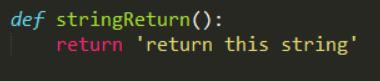 def stringReturn():
    return 'return this string'